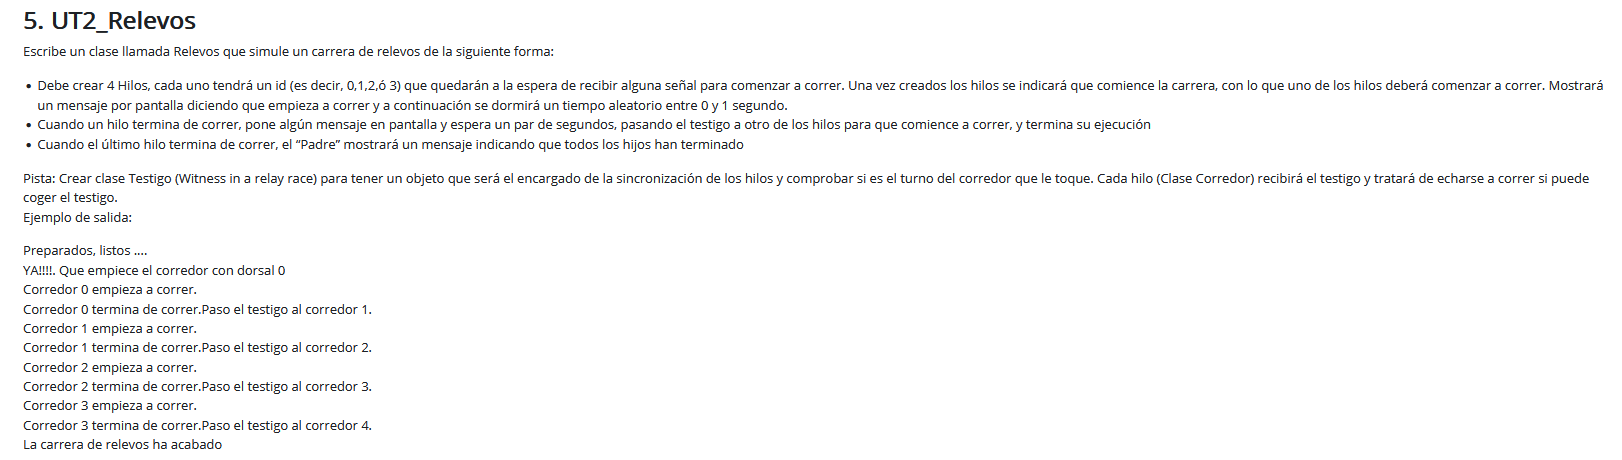 5. UT2_Relevos
Escribe un clase llamada Relevos que simule un carrera de relevos de la siguiente forma:
• Debe crear 4 Hilos, cada uno tendrá un id (es decir, 0,1,2,ó 3) que quedarán a la espera de recibir alguna señal para comenzar a correr. Una vez creados los hilos se indicará que comience la carrera, con lo que uno de los hilos deberá comenzar a correr. Mostrará
un mensaje por pantalla diciendo que empieza a correr y a continuación se dormirá un tiempo aleatorio entre 0 y 1 segundo.
• Cuando un hilo termina de correr, pone algún mensaje en pantalla y espera un par de segundos, pasando el testigo a otro de los hilos para que comience a correr, y termina su ejecución
• Cuando el último hilo termina de correr, el “Padre” mostrará un mensaje indicando que todos los hijos han terminado
Pista: Crear clase Testigo (Witness in a relay race) para tener un objeto que será el encargado de la sincronización de los hilos y comprobar si es el turno del corredor que le toque. Cada hilo (Clase Corredor) recibirá el testigo y tratará de echarse a correr si puede
coger el testigo.
Ejemplo de salida:
Preparados, listos ....
YA!!!!. Que empiece el corredor con dorsal 0
Corredor 0 empieza a correr.
Corredor 0 termina de correr.Paso el testigo al corredor 1.
Corredor 1 empieza a correr.
Corredor 1 termina de correr.Paso el testigo al corredor 2.
Corredor 2 empieza a correr.
Corredor 2 termina de correr.Paso el testigo al corredor 3.
Corredor 3 empieza a correr.
Corredor 3 termina de correr.Paso el testigo al corredor 4.
La carrera de relevos ha acabado